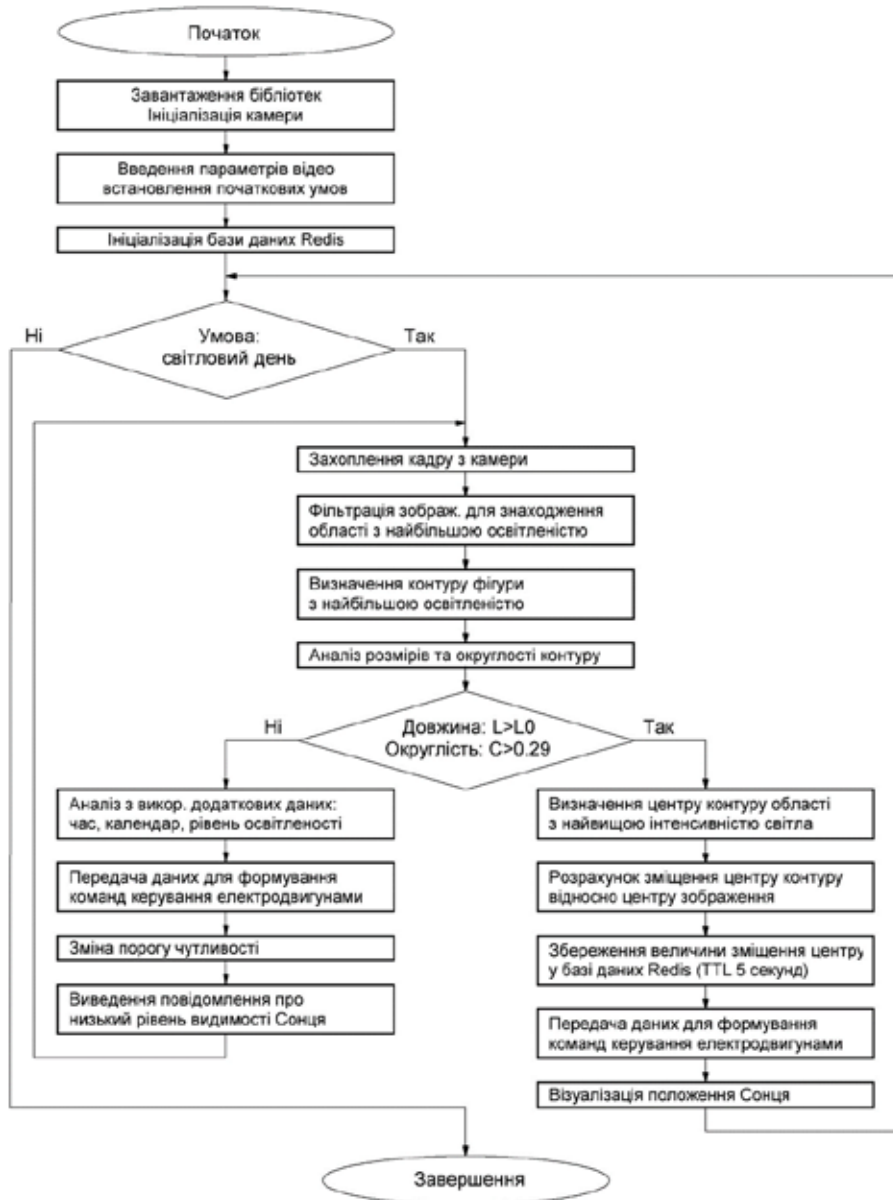 Початок
Завантаження бібліотек
Ініціалізація камери
Введення параметрів відео
встановлення початкових умов
Ініціалізація бази даних Redis
Ні
Умова:
світловий день
Так
Захоплення кадру з камери
Фільтрація зображ. для знаходження
області з найбільшою освітленістю
Визначення контуру фігури
з найбільшою освітленістю
Аналіз розмірів та округлості контуру
Ні
Довжина: L>L0
Округлість: C>0.29
Так
Аналіз з викор. додаткових даних:
час, календар, рівень освітленості
Передача даних для формування
команд керування електродвигунами
Зміна порогу чутливості
Виведення повідомлення про
низький рівень видимості Сонця
Визначення центру контуру області
з найвищою інтенсивністю світла
Розрахунок зміщення центру контуру
відносно центру зображення
Збереження величини зміщення центру
у базі даних Redis (TTL 5 секунд)
Передача даних для формування
команд керування електродвигунами
Візуалізація положення Сонця
Завершення